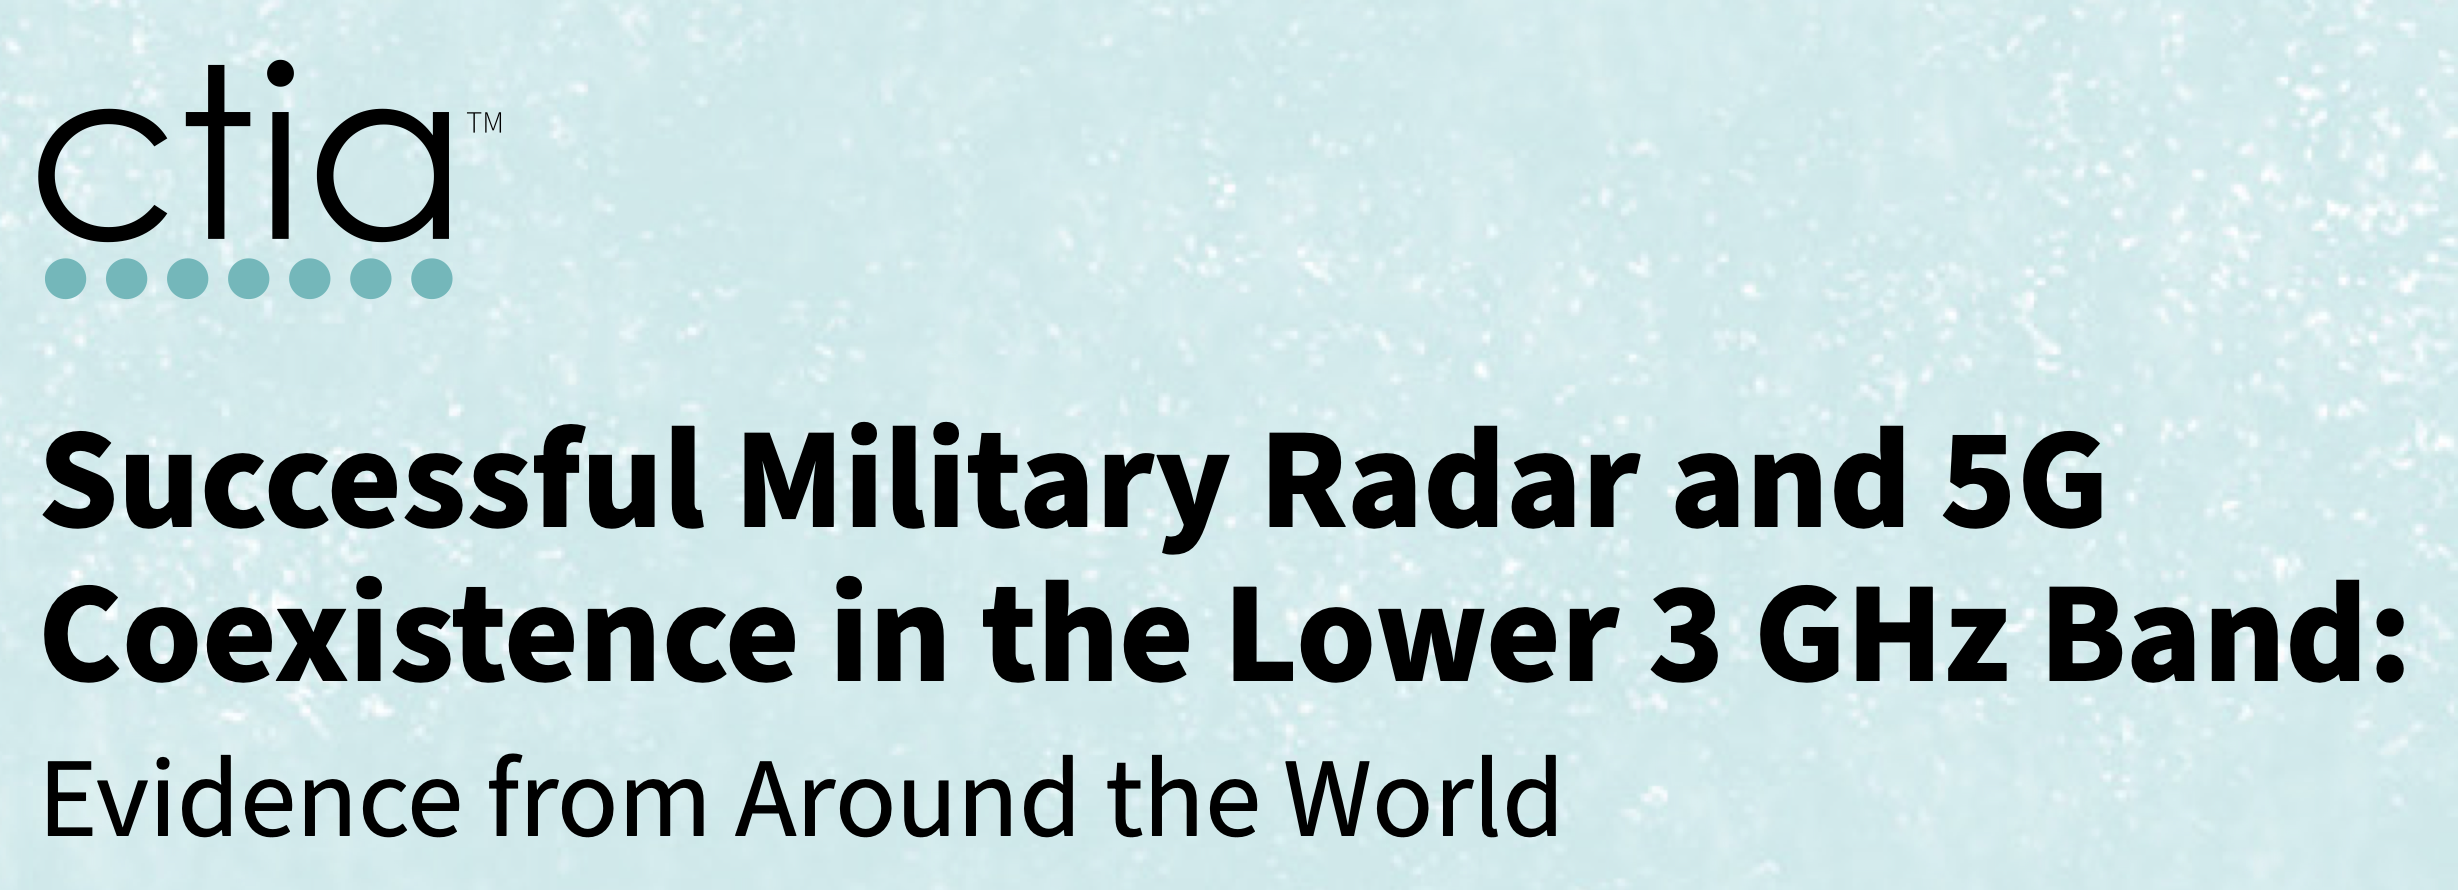 ctia™
Successful Military Radar and 5G
Coexistence in the Lower 3 GHz Band:
Evidence from Around the World